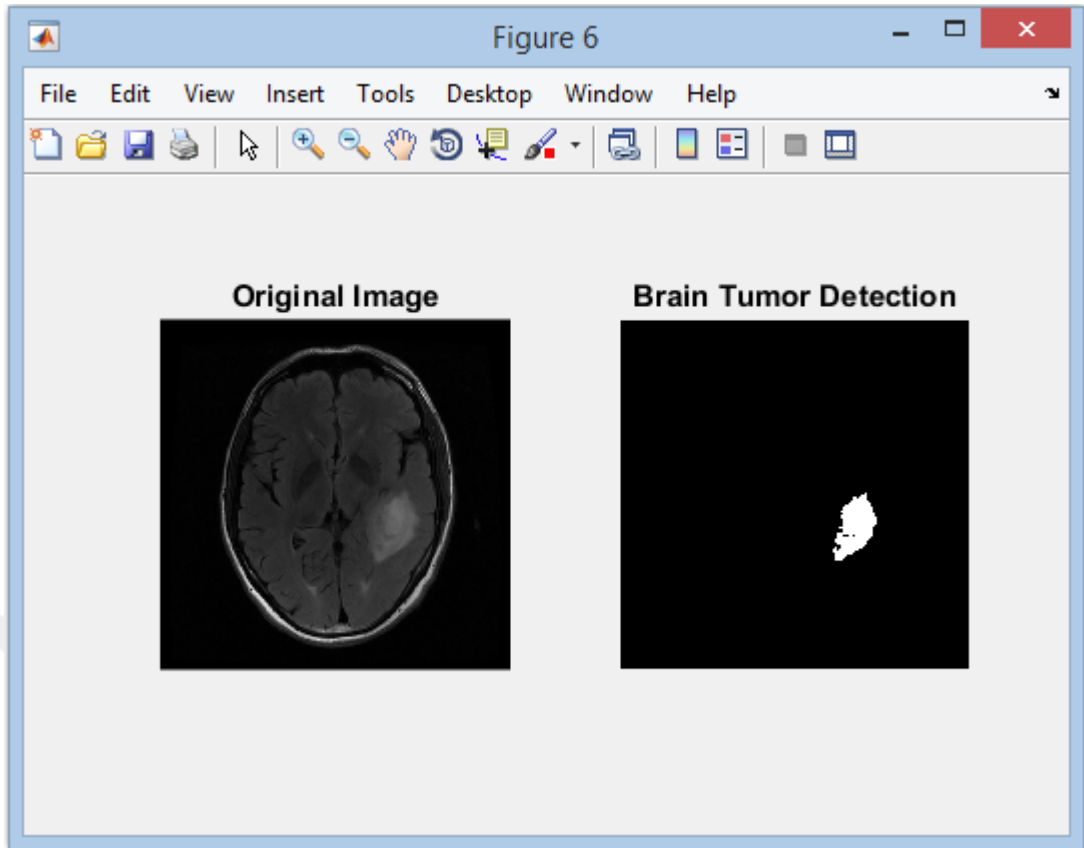 Figure 6
File Edit View Insert Tools Desktop Window Help
Original Image
Brain Tumor Detection